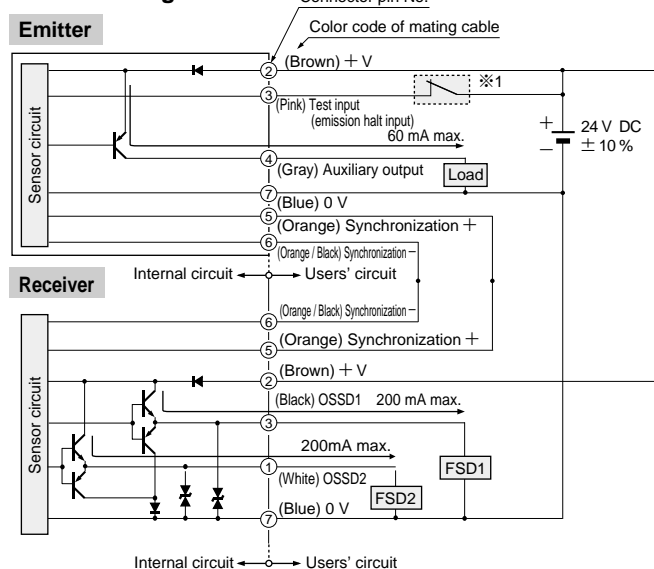 Connector pin No.
Emitter
Color code of mating cable
Sensor circuit
2 (Brown) + V
3
※1
(Pink) Test input
(emission halt input)
60 mA max.
+
−
24 V DC
± 10 %
4
(Gray) Auxiliary output
Load
7
(Blue) 0 V
5
(Orange) Synchronization +
6
(Orange / Black) Synchronization −
Internal circuit
Users' circuit
Receiver
(Orange / Black) Synchronization −
6
(Orange) Synchronization +
5
(Brown) + V
2
Sensor circuit
(Black) OSSD1 200 mA max.
3
200mA max.
1
FSD1
(White) OSSD2
FSD2
(Blue) 0 V
7
Internal circuit
Users' circuit